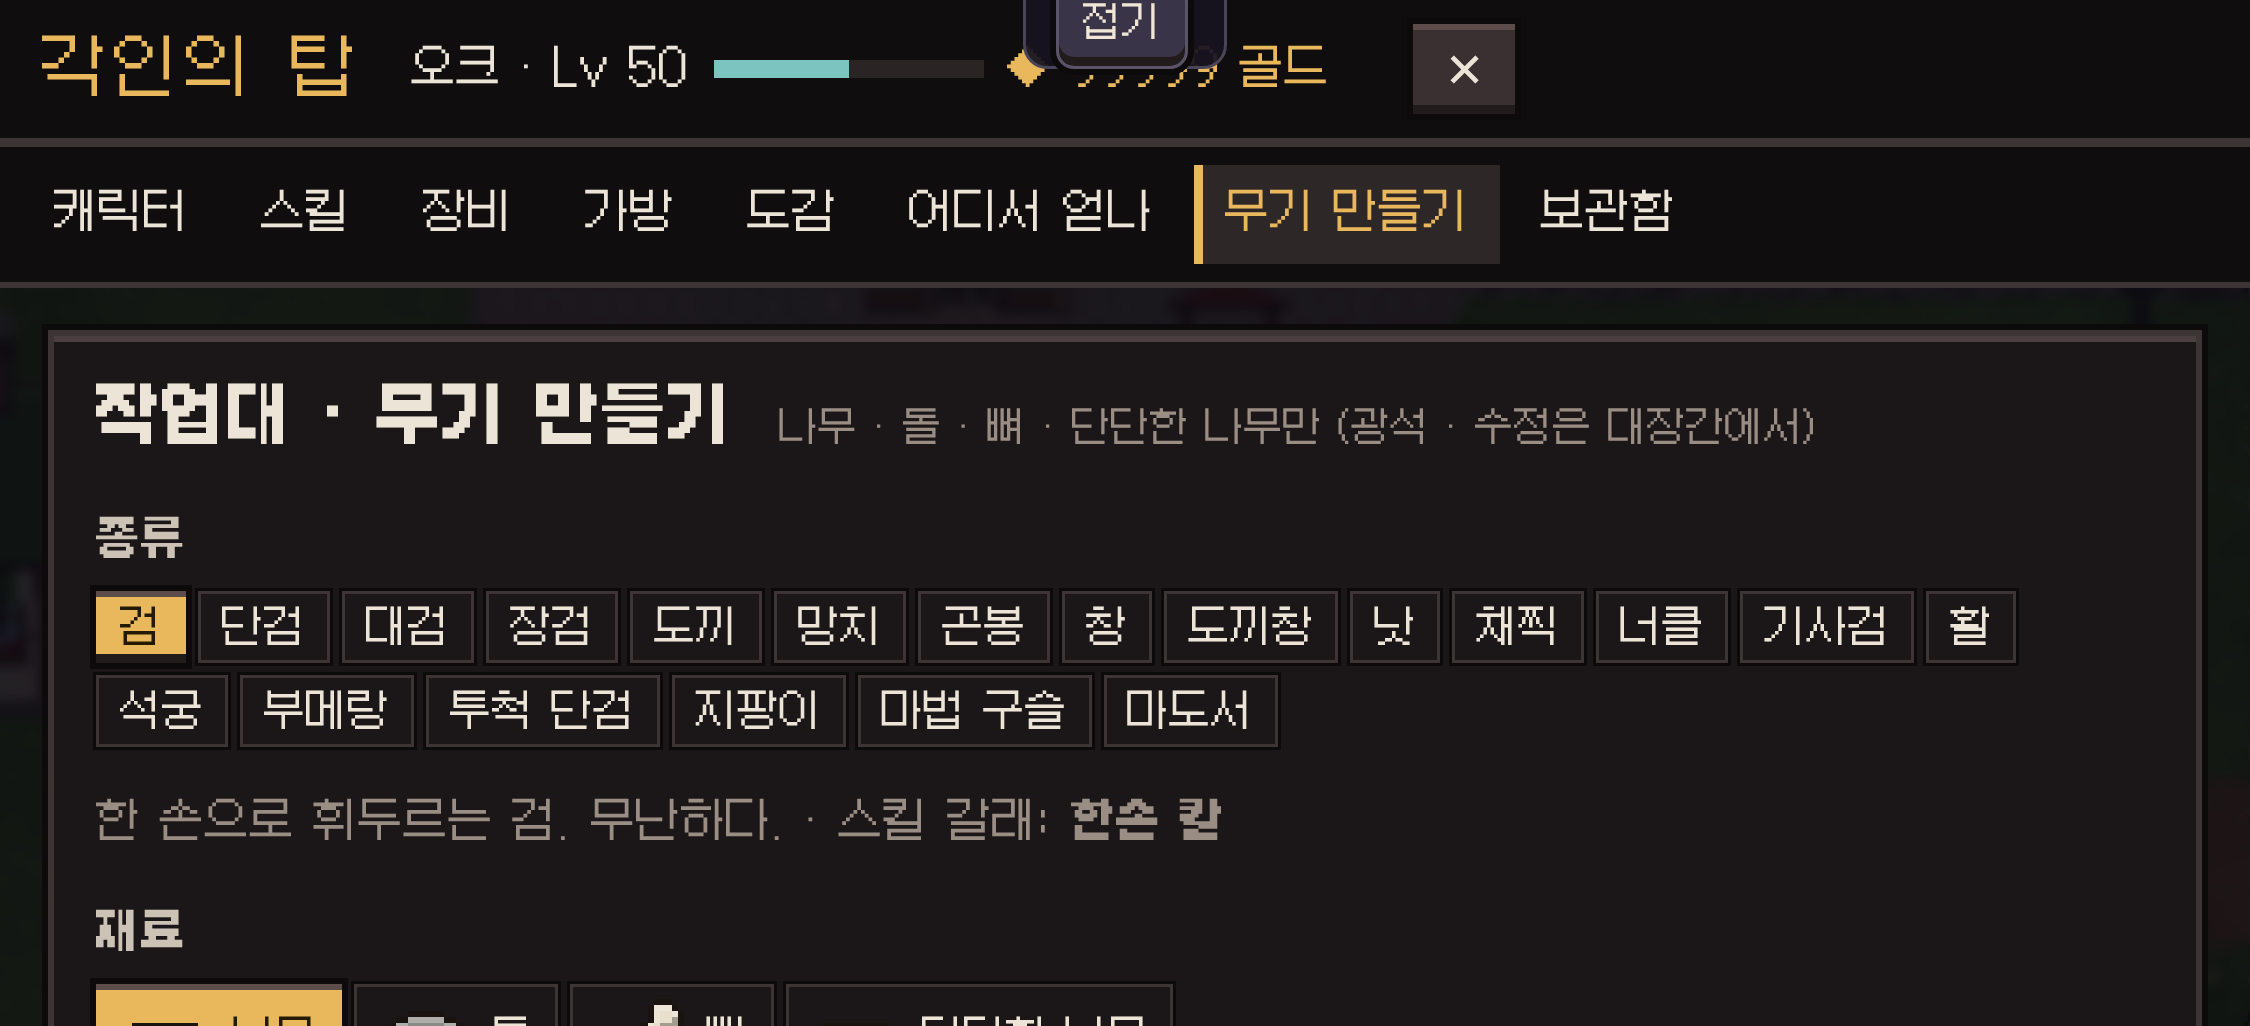 접기
각인의 탑 오크 · Lv 50 골드 ×
캐릭터 스킬 장비 가방 도감 어디서 얻나 무기 만들기 보관함
작업대 · 무기 만들기 나무 · 돌 · 뼈 · 단단한 나무만 (광석 · 수정은 대장간에서)
종류
검 단검 대검 장검 도끼 망치 곤봉 창 도끼창 낫 채찍 너클 기사검 활
석궁 부메랑 투척 단검 지팡이 마법 구슬 마도서
한 손으로 휘두르는 검. 무난하다. · 스킬 갈래: 한손 칼
재료